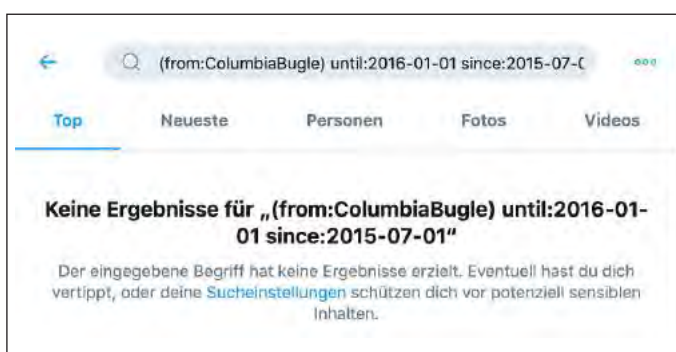 (from:ColumbiaBugle) until:2016-01-01 since:2015-07-(
Top Neueste Personen Fotos Videos
Keine Ergebnisse für „(from:ColumbiaBugle) until:2016-01-
01 since:2015-07-01“
Der eingegebene Begriff hat keine Ergebnisse erzielt. Eventuell hast du dich
vertippt, oder deine Sucheinstellungen schützen dich vor potenziell sensiblen
Inhalten.